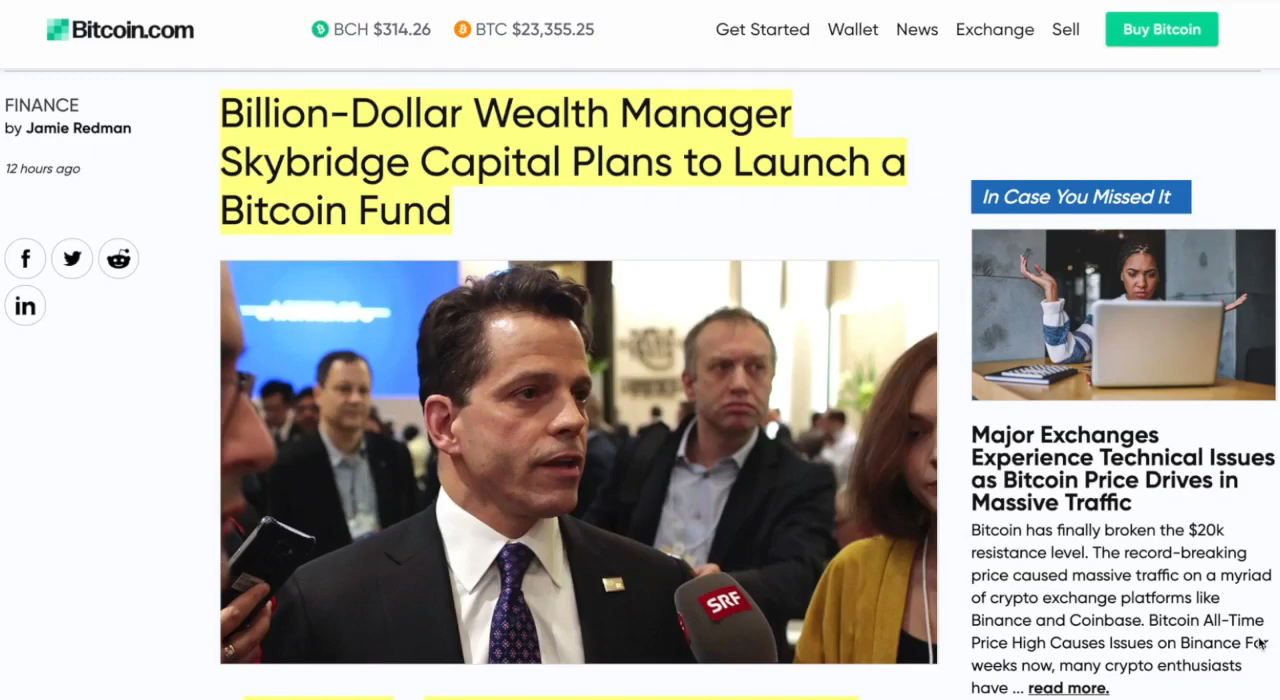 Bitcoin.com
BCH $314.26
BTC $23,355.25
Get Started
Wallet
News
Exchange
Sell
Buy Bitcoin
FINANCE
by Jamie Redman
12 hours ago
Billion-Dollar Wealth Manager
Skybridge Capital Plans to Launch a
Bitcoin Fund
SRF
In Case You Missed It
Major Exchanges
Experience Technical Issues
as Bitcoin Price Drives in
Massive Traffic
Bitcoin has finally broken the $20k
resistance level. The record-breaking
price caused massive traffic on a myriad
of crypto exchange platforms like
Binance and Coinbase. Bitcoin All-Time
Price High Causes Issues on Binance For
weeks now, many crypto enthusiasts
have ... read more.